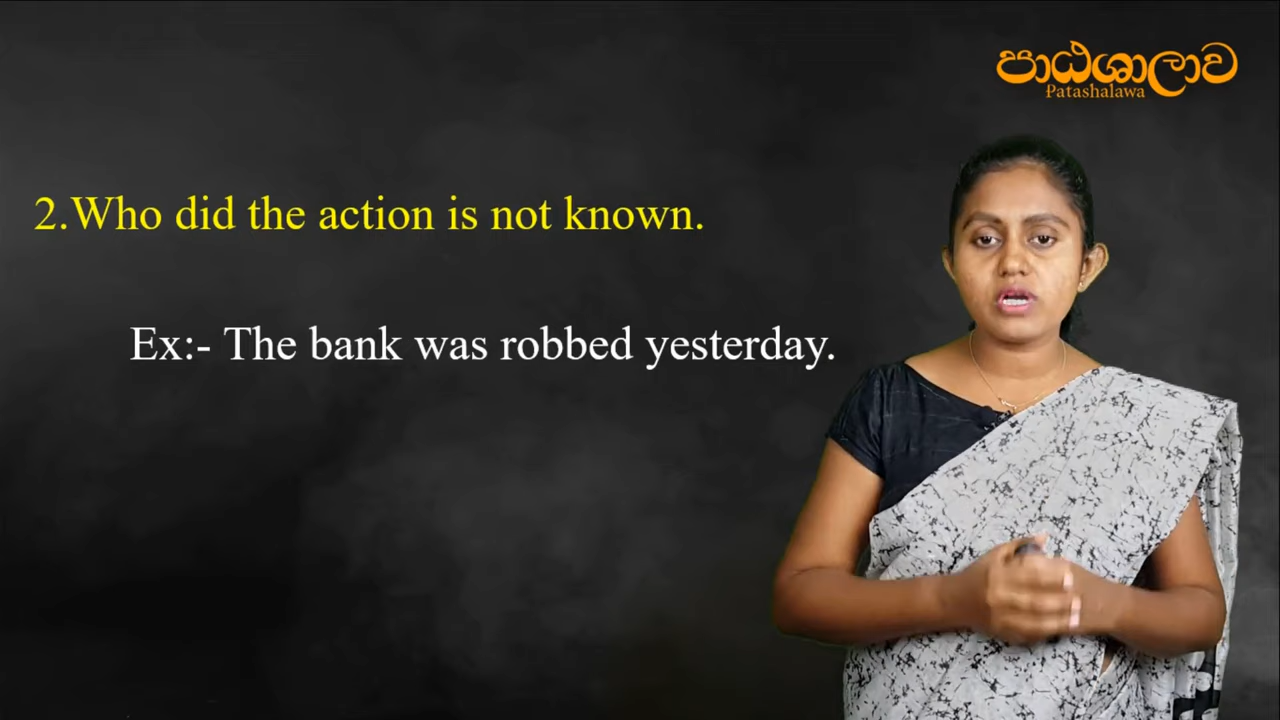 පාඨශාලාව
Patashalawa
2.Who did the action is not known.
Ex:- The bank was robbed yesterday.